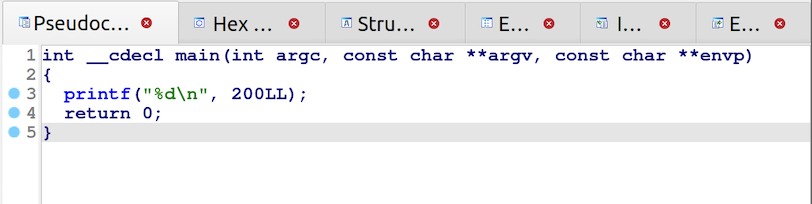 Pseudoc... Hex ... Stru... E... I... E...
1 int __cdecl main(int argc, const char **argv, const char **envp)
2 {
3 printf("%d\n", 200LL);
4 return 0;
5 }